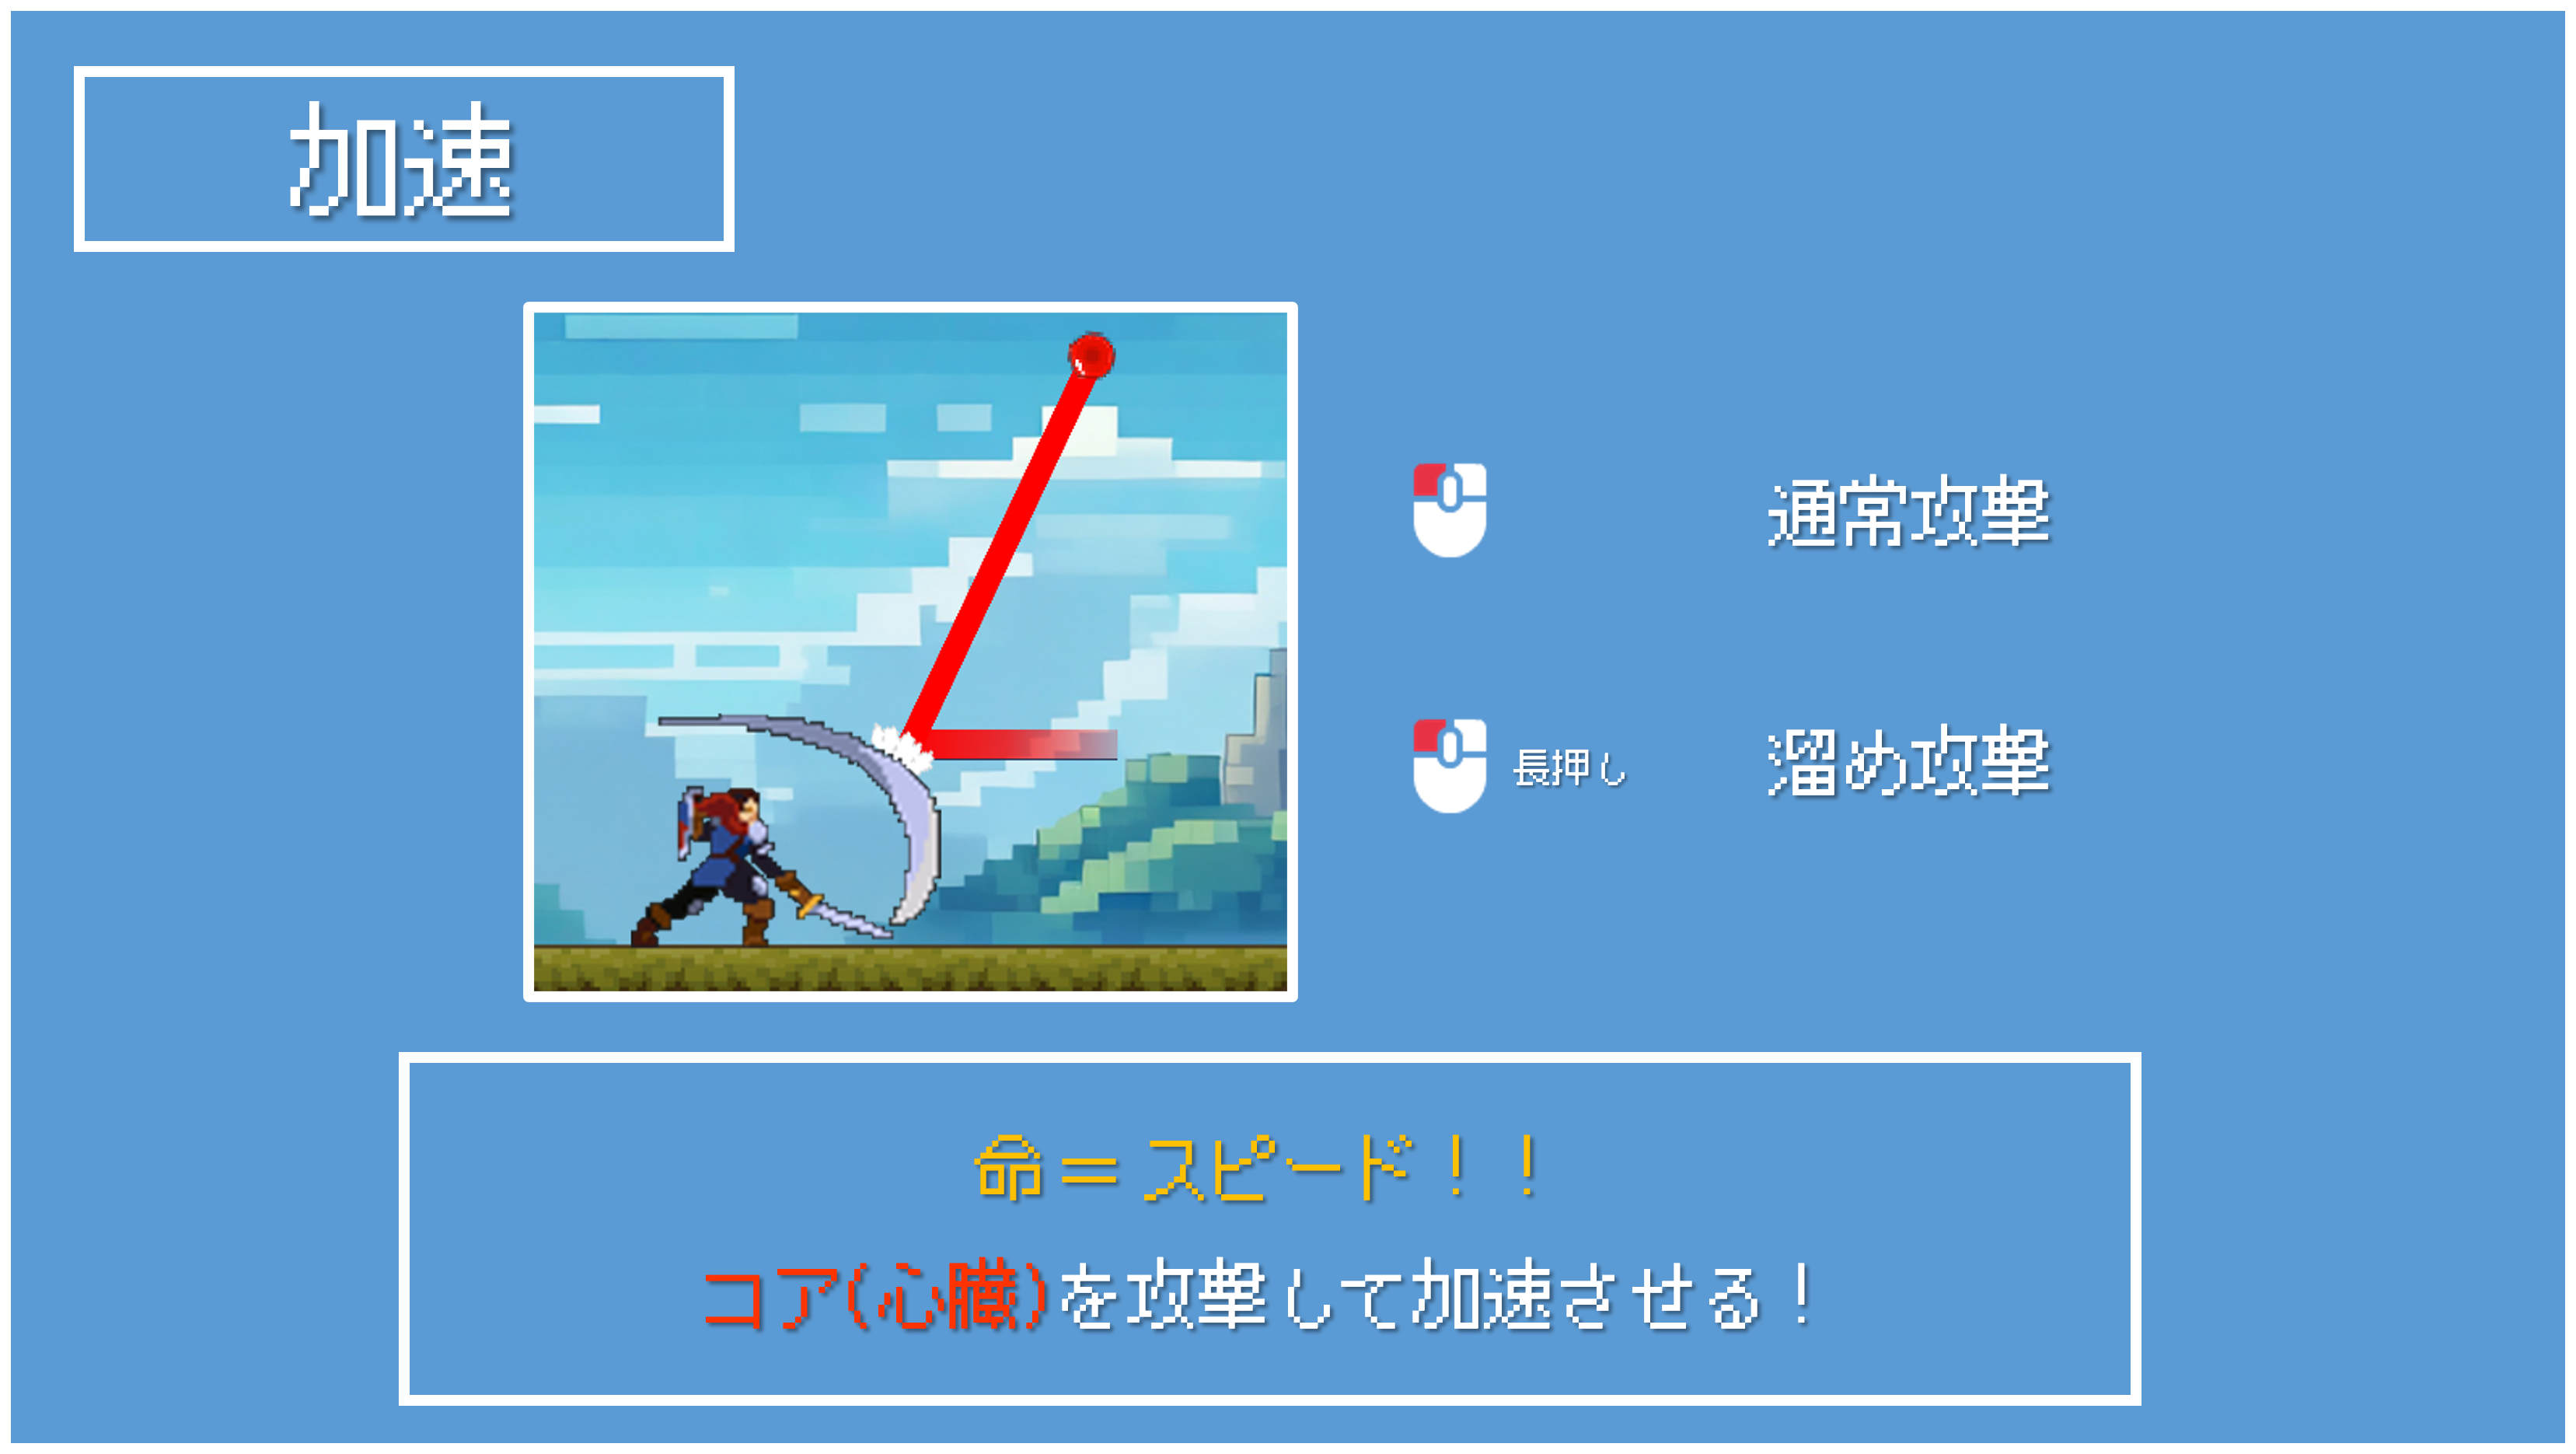 加速
通常攻撃
長押し 溜め攻撃
命＝スピード！！
コア(心臓)を攻撃して加速させる！